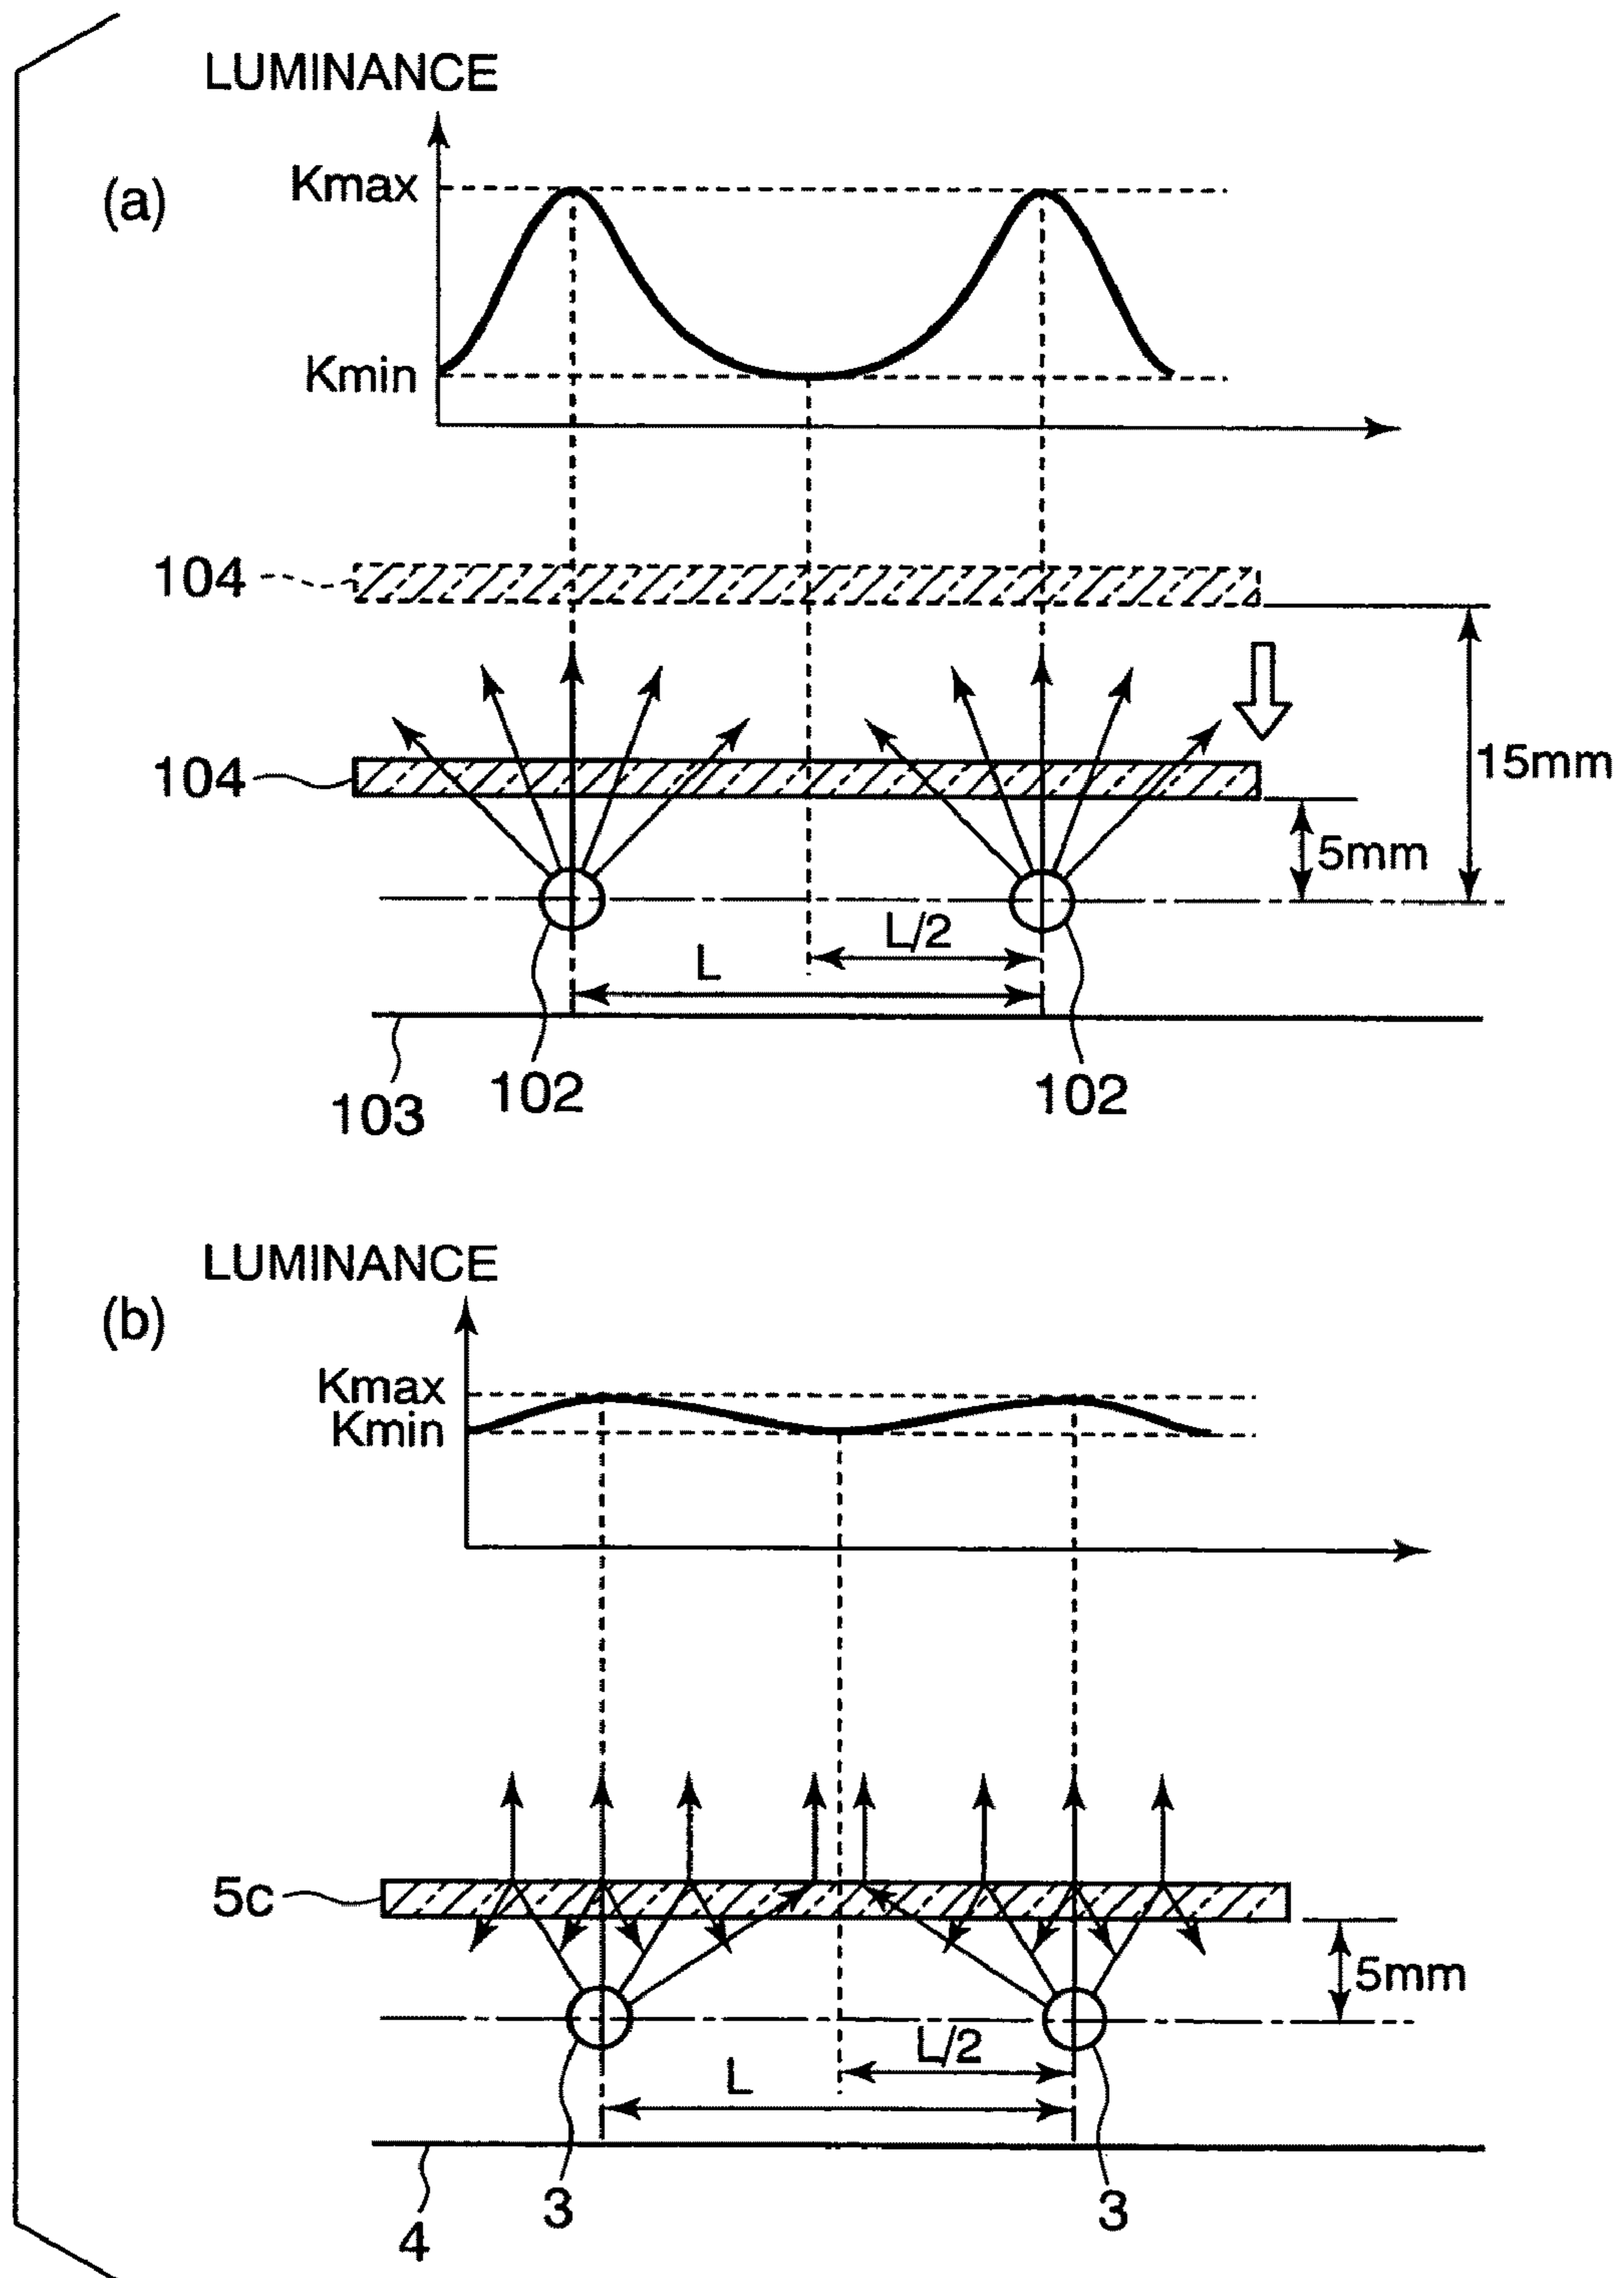 LUMINANCE
(a)
Kmax
Kmin
104
104
15mm
5mm
L/2
L
102
102
103
LUMINANCE
(b)
Kmax
Kmin
5c
5mm
L/2
L
3
3
4